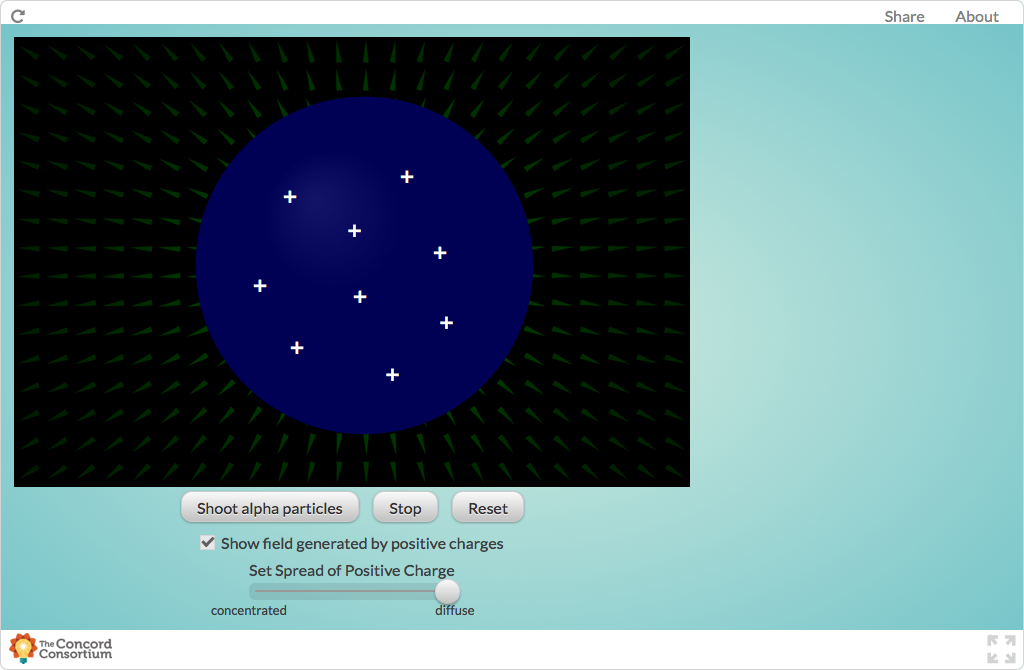 Share About
+
+
+
+
+
+
+
+
+
Shoot alpha particles Stop Reset
Show field generated by positive charges
Set Spread of Positive Charge
concentrated diffuse
The Concord
Consortium